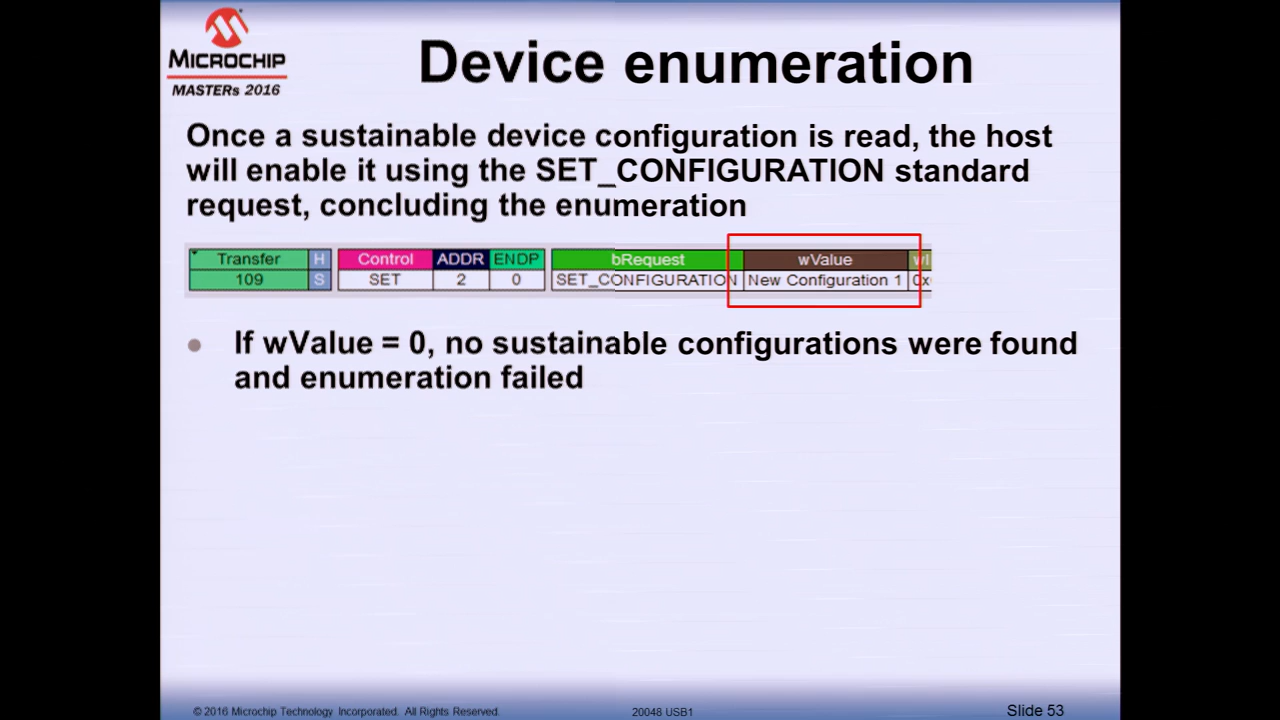 MICROCHIP
MASTERs 2016
Device enumeration
Once a sustainable device configuration is read, the host
will enable it using the SET_CONFIGURATION standard
request, concluding the enumeration
Transfer H Control ADDR ENDP bRequest wValue wI
109 S SET 2 0 SET_CONFIGURATION New Configuration 1 0x
If wValue = 0, no sustainable configurations were found
and enumeration failed
© 2016 Microchip Technology Incorporated. All Rights Reserved. 20048 USB1 Slide 53